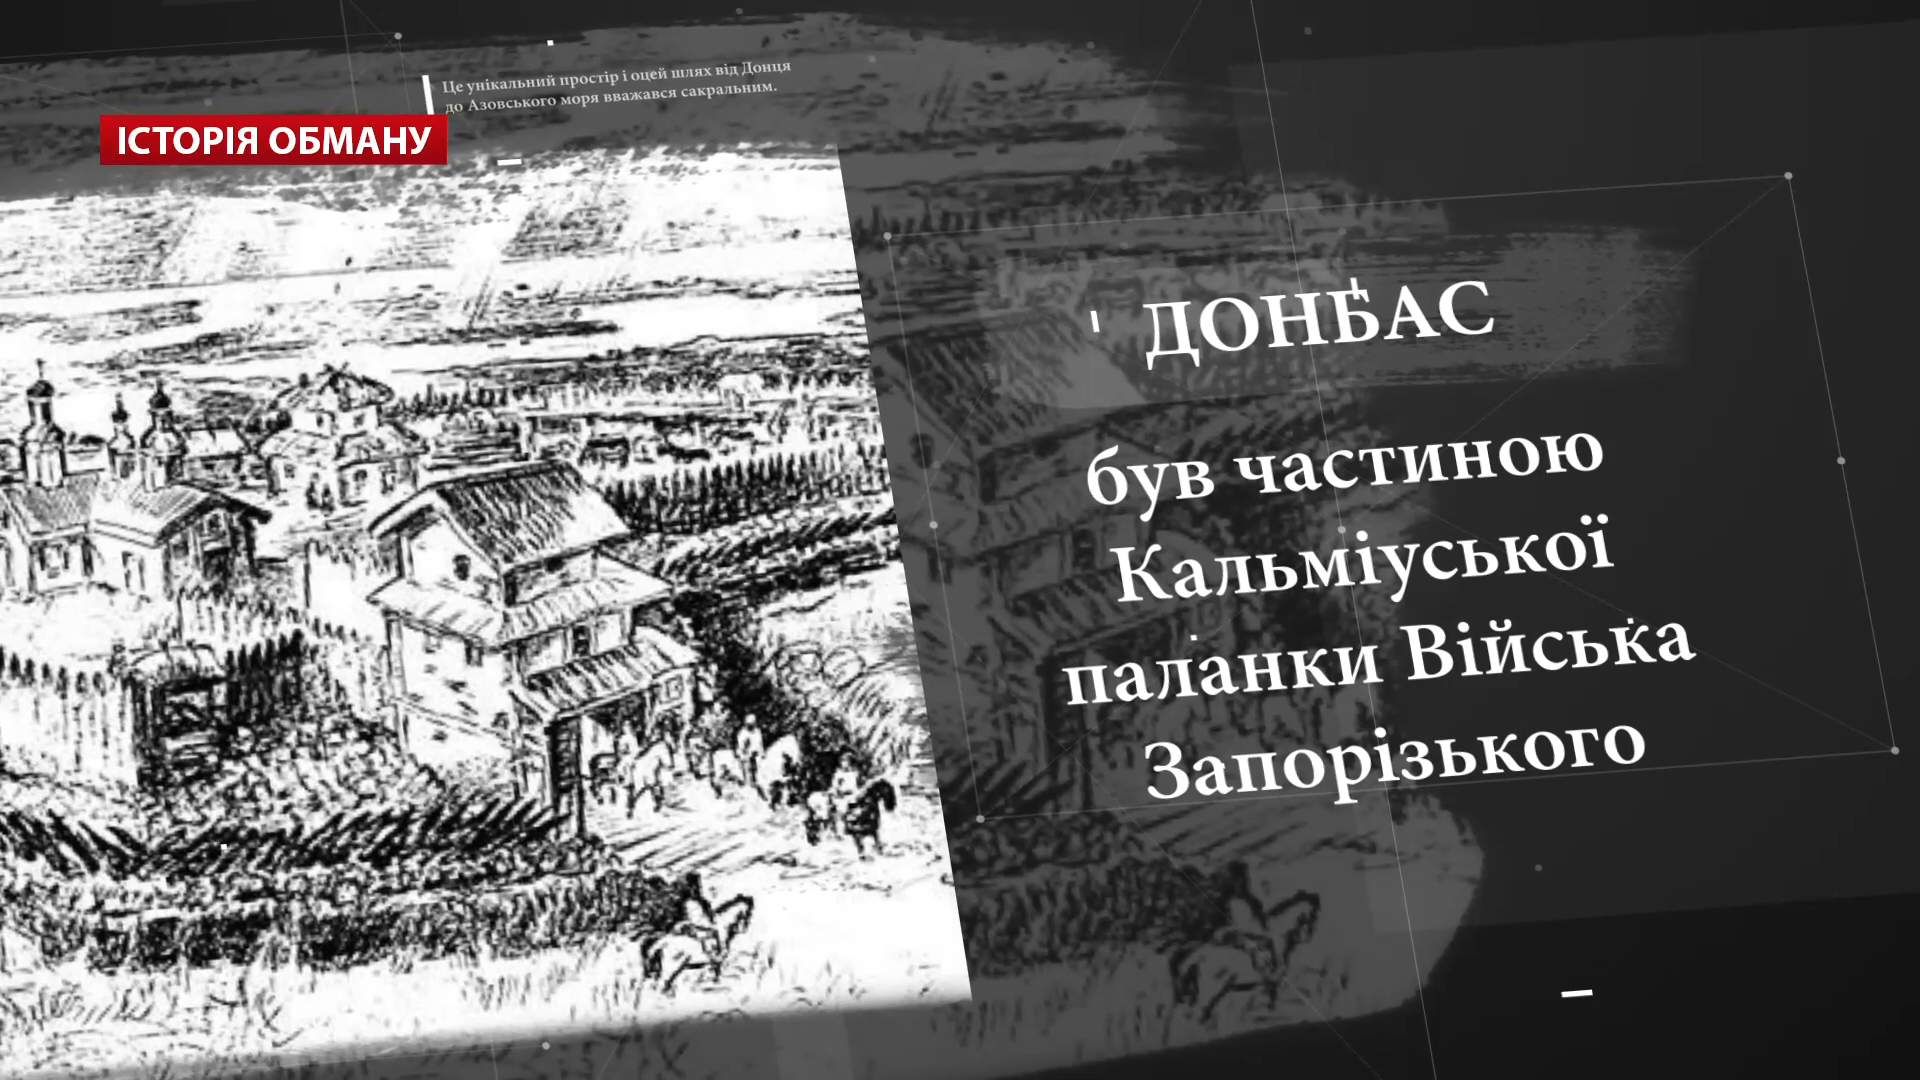 Це унікальний простір і оцей шлях від Донця
до Азовського моря вважався сакральним.
ІСТОРІЯ ОБМАНУ
ДОНБАС
був частиною
Кальміуської
паланки Війська
Запорізького